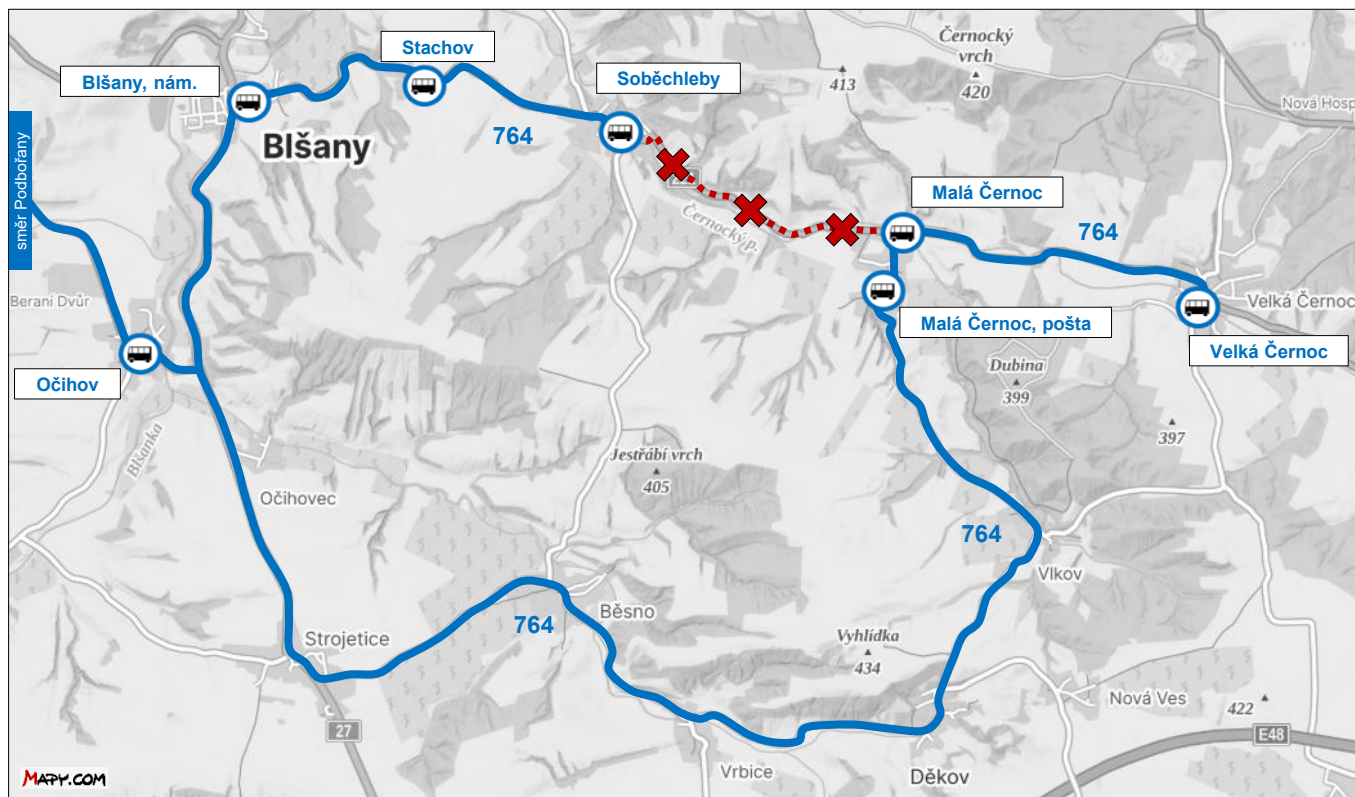 Stachov
Černocký
vrch
420
413
Blšany, nám.
Soběchleby
Nová Hosp
764
Blšany
směr Podbořany
Malá Černoc
Černocký p.
764
Beraní Dvůr
Velká Černoc
Malá Černoc, pošta
Velká Černoc
Očihov
Dubina
399
397
Blšanka
Jestřábí vrch
405
Očihovec
764
Vlkov
Běsno
764
Strojetice
Vyhlídka
434
Nová Ves
422
27
E48
Vrbice
Děkov
MAPY.COM